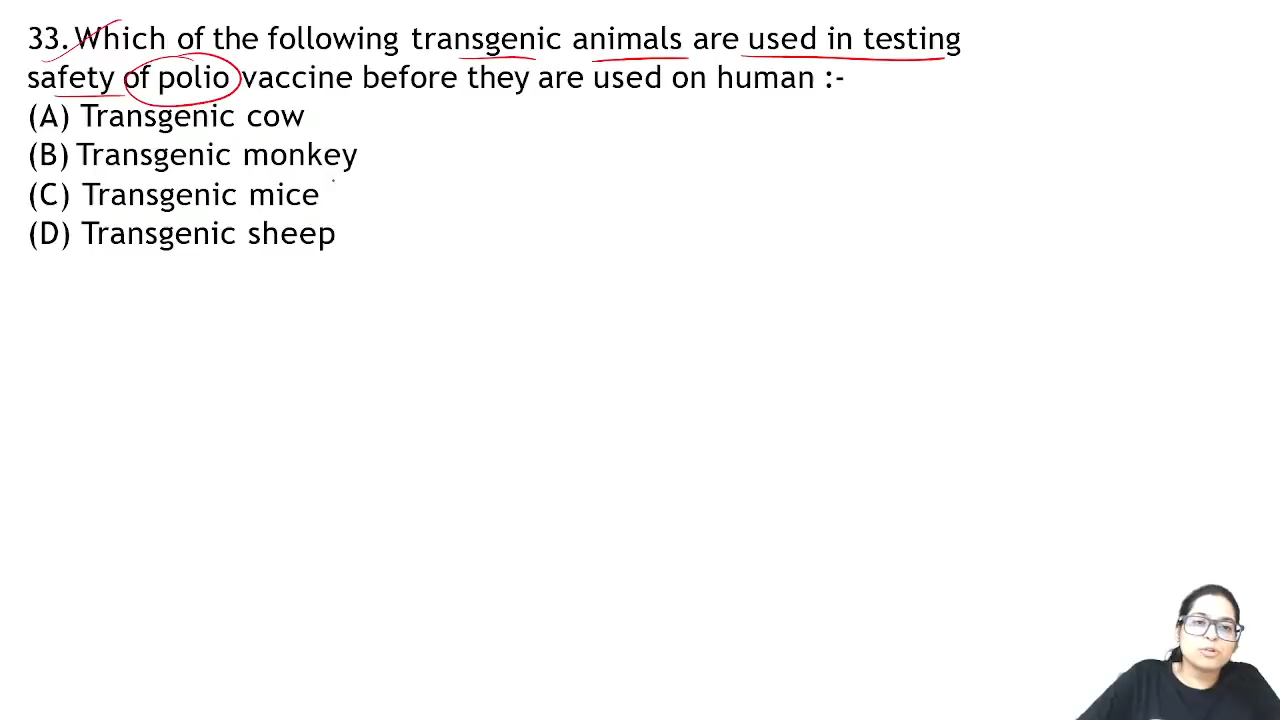 33. Which of the following transgenic animals are used in testing
safety of polio vaccine before they are used on human :-
(A) Transgenic cow
(B) Transgenic monkey
(C) Transgenic mice
(D) Transgenic sheep